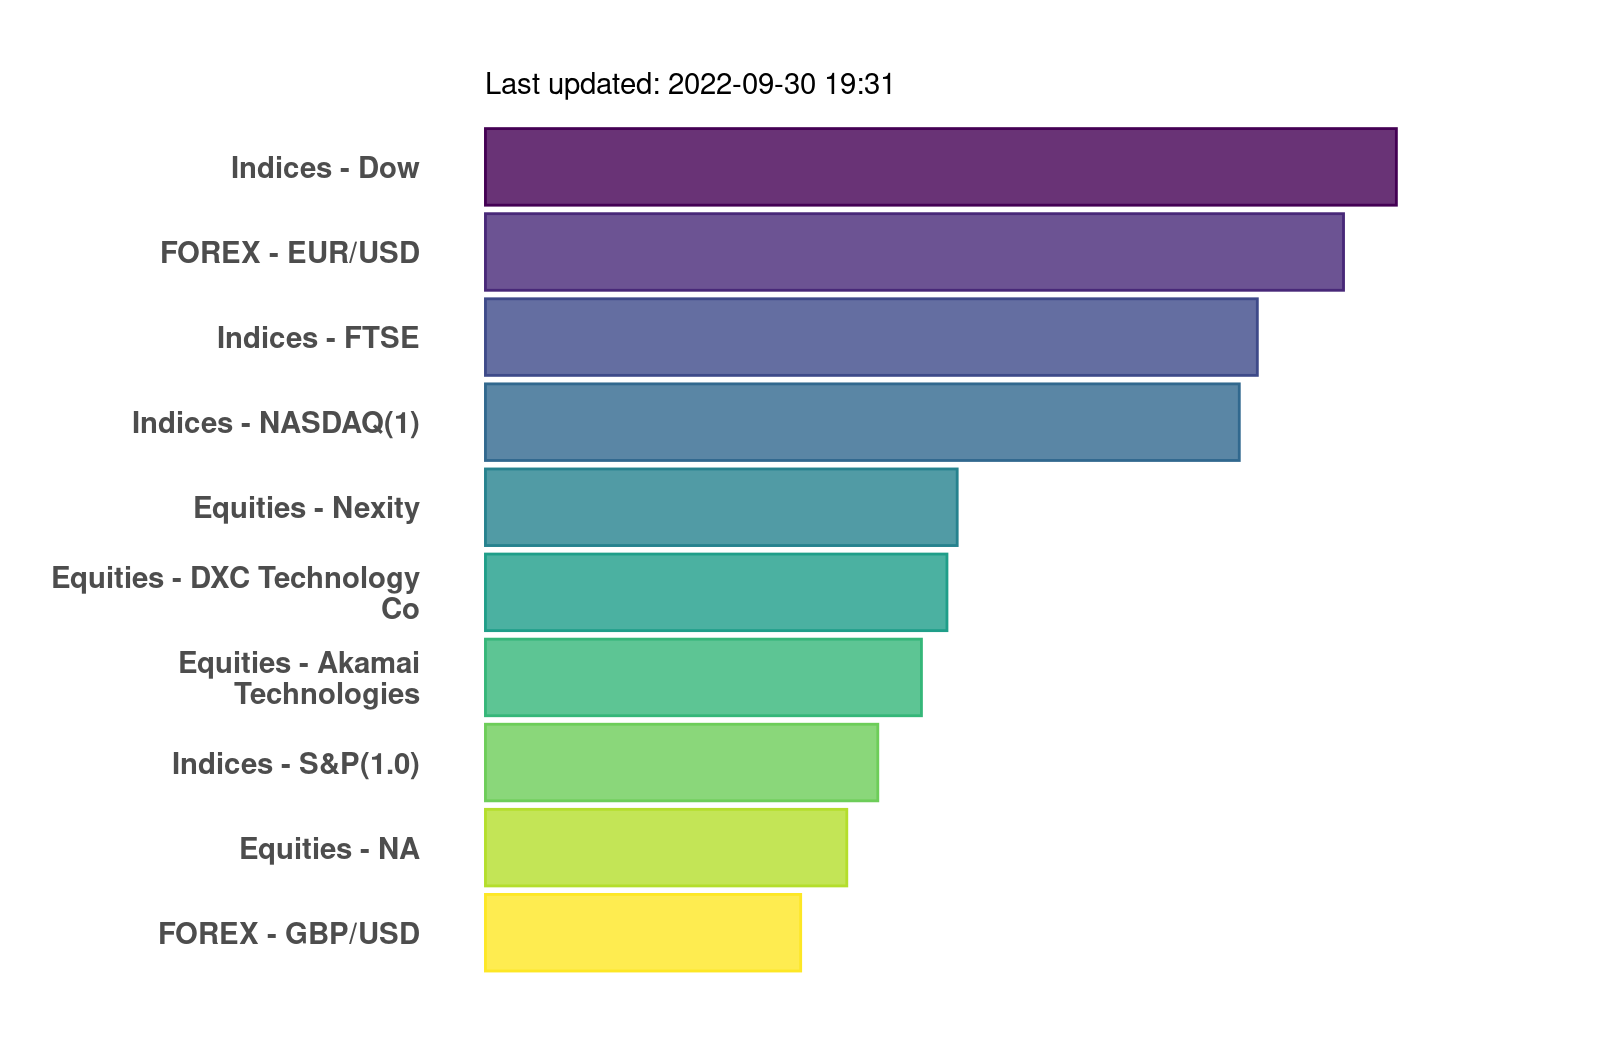 Last updated: 2022-09-30 19:31
Indices - Dow
FOREX - EUR/USD
Indices - FTSE
Indices - NASDAQ(1)
Equities - Nexity
Equities - DXC Technology
Co
Equities - Akamai
Technologies
Indices - S&P(1.0)
Equities - NA
FOREX - GBP/USD